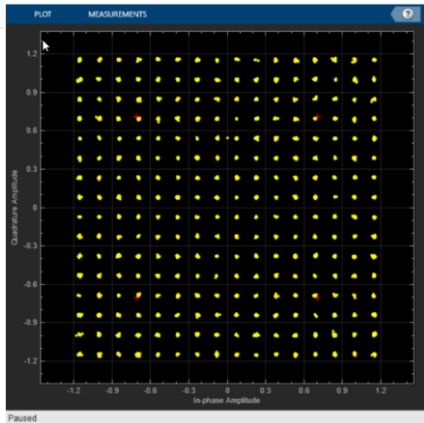 PLOT MEASUREMENTS ?
1.2
0.9
0.6
0.3
0
-0.3
-0.6
-0.9
-1.2
Quadrature Amplitude
-1.2 -0.9 -0.6 -0.3 0 0.3 0.6 0.9 1.2
In-phase Amplitude
Paused